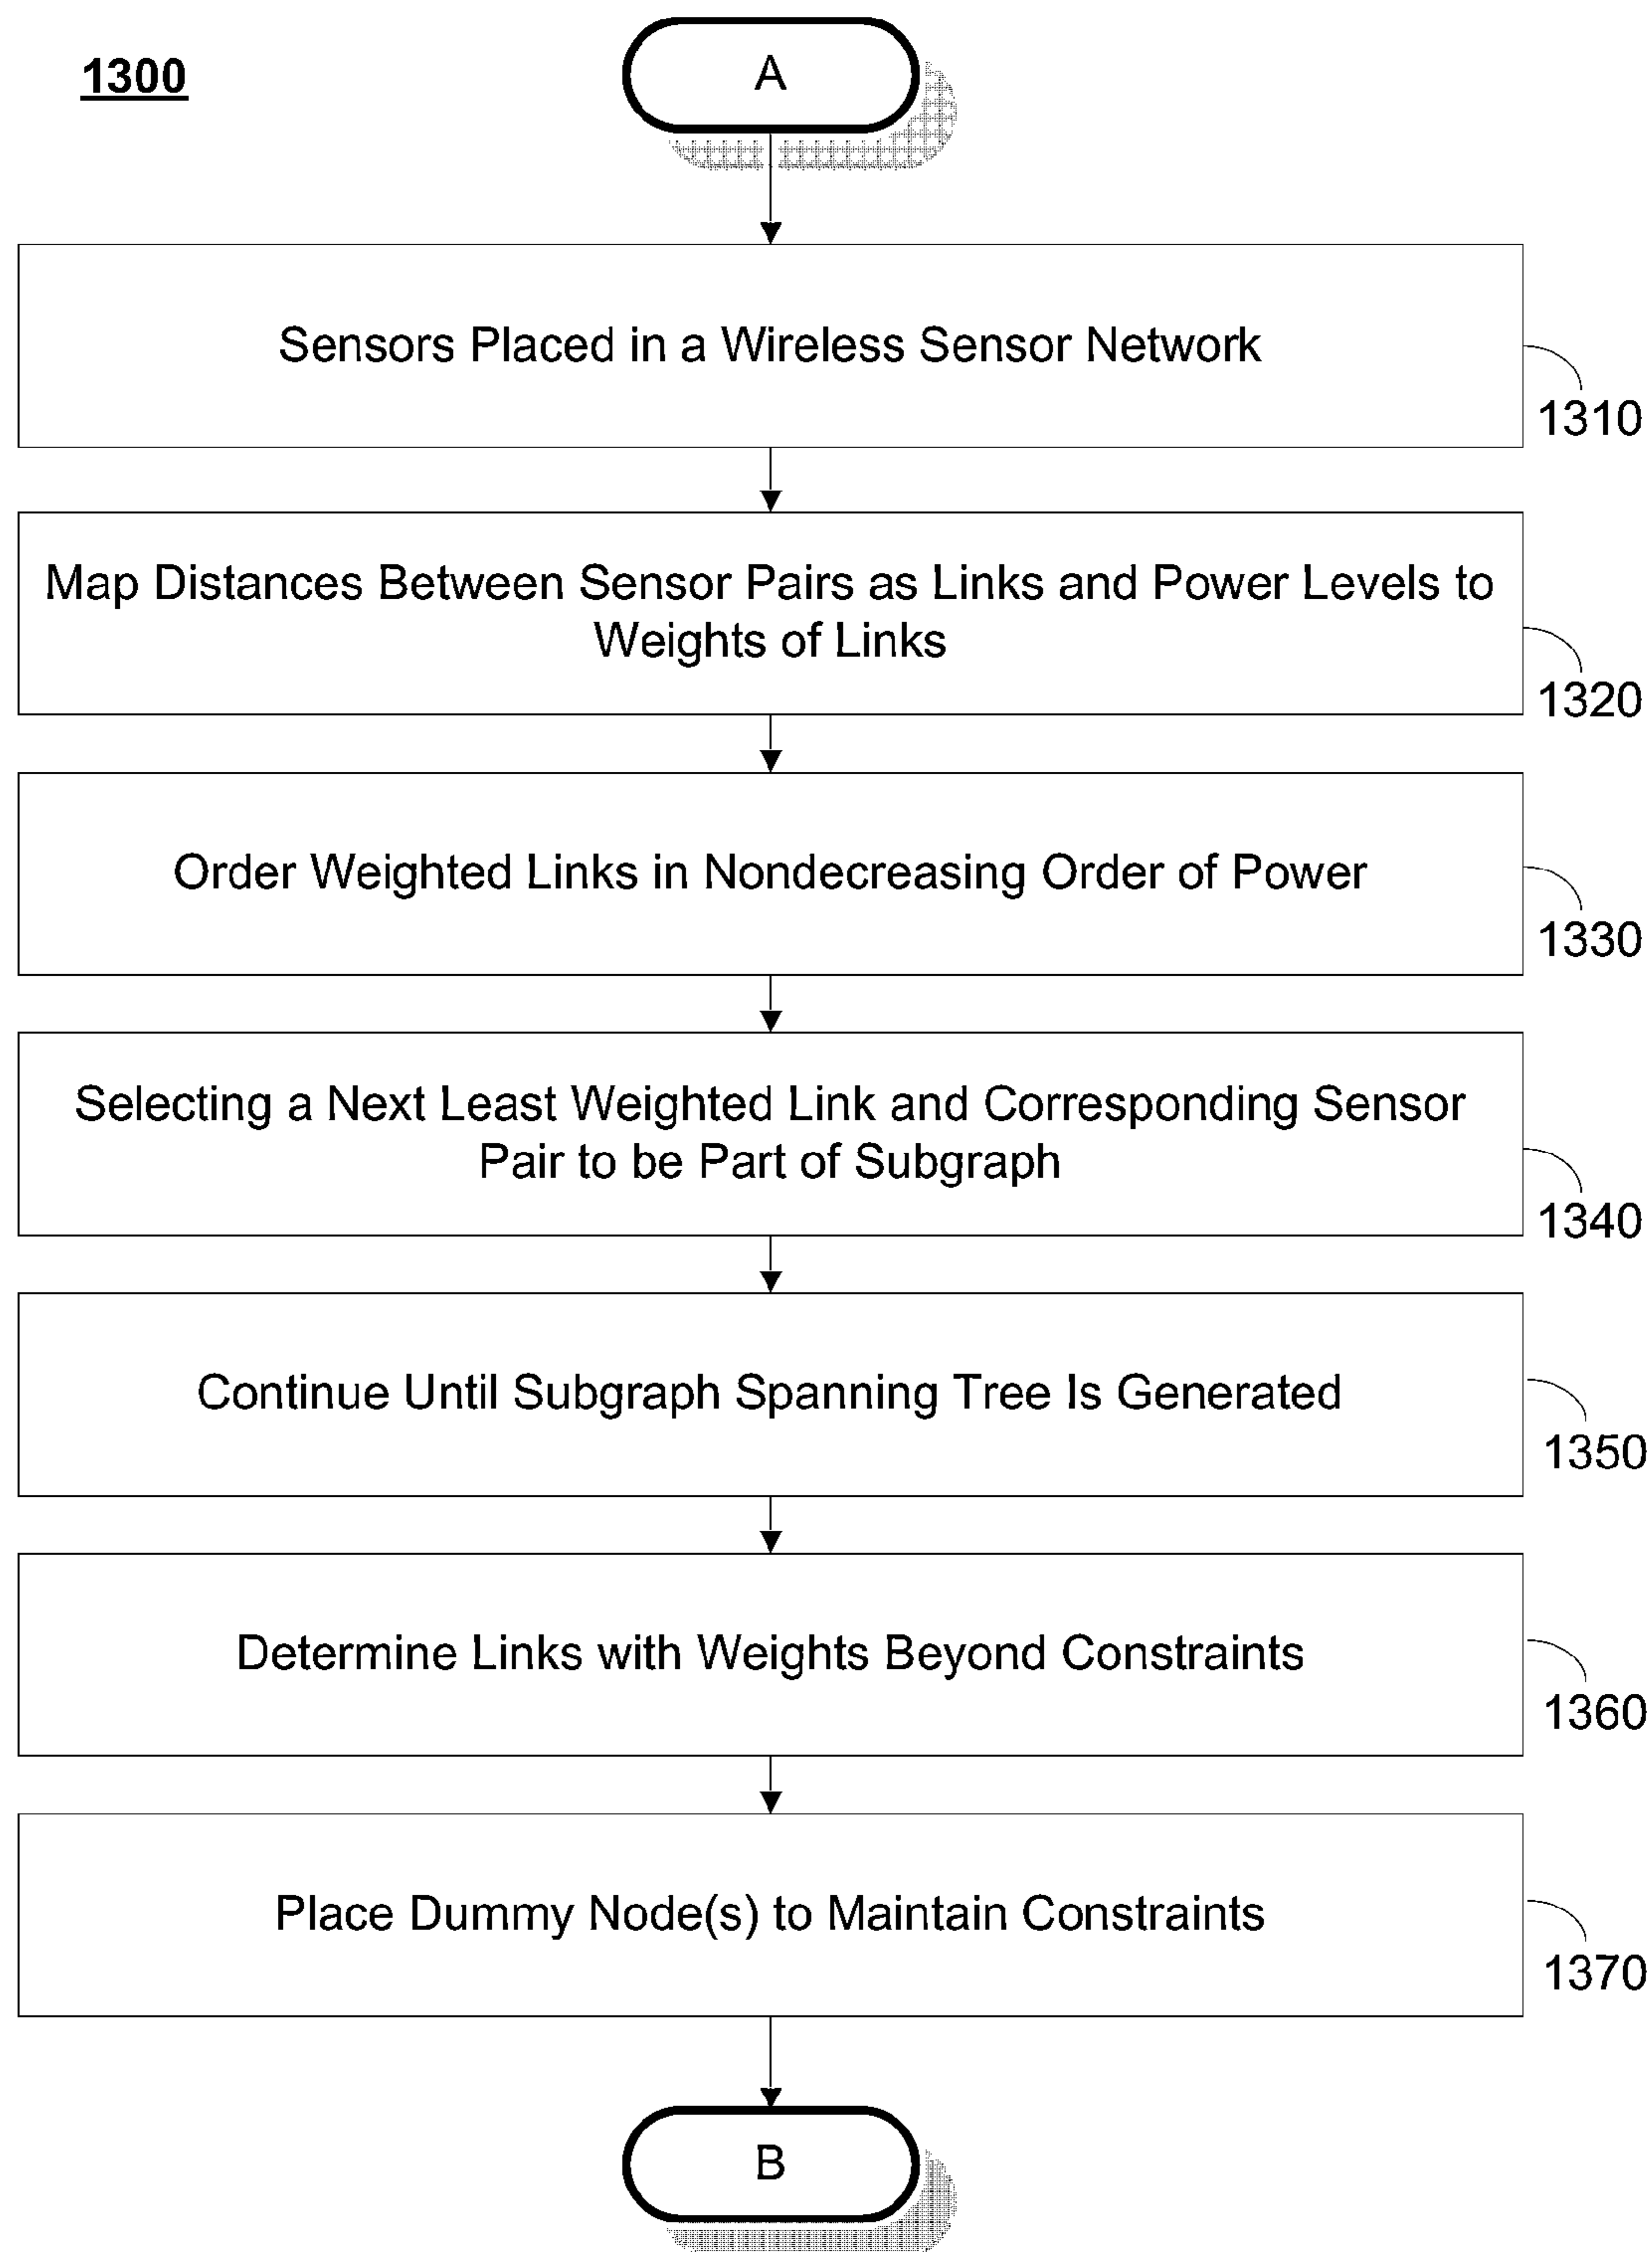 1300
A
Sensors Placed in a Wireless Sensor Network
1310
Map Distances Between Sensor Pairs as Links and Power Levels to
Weights of Links
1320
Order Weighted Links in Nondecreasing Order of Power
1330
Selecting a Next Least Weighted Link and Corresponding Sensor
Pair to be Part of Subgraph
1340
Continue Until Subgraph Spanning Tree Is Generated
1350
Determine Links with Weights Beyond Constraints
1360
Place Dummy Node(s) to Maintain Constraints
1370
B